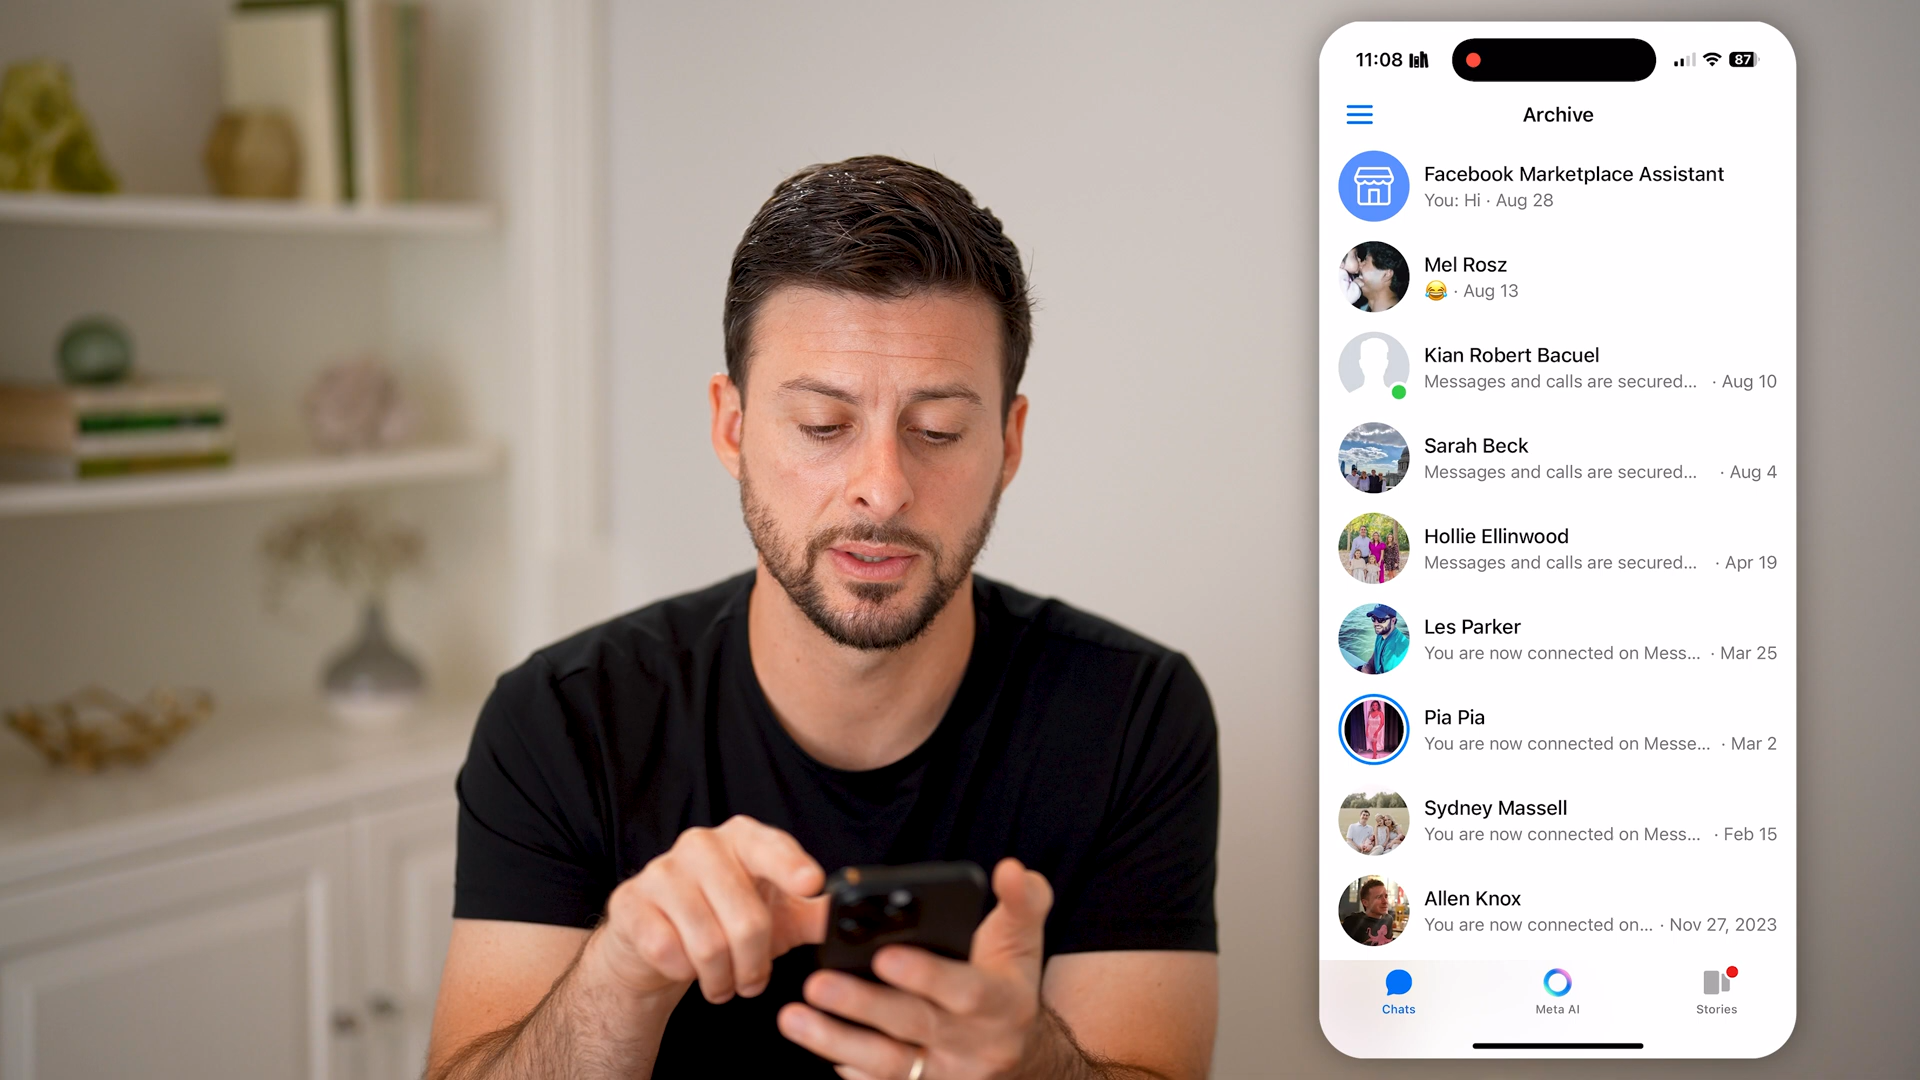 11:08
87
Archive
Facebook Marketplace Assistant
You: Hi · Aug 28
Mel Rosz
😂 · Aug 13
Kian Robert Bacuel
Messages and calls are secured... · Aug 10
Sarah Beck
Messages and calls are secured... · Aug 4
Hollie Ellinwood
Messages and calls are secured... · Apr 19
Les Parker
You are now connected on Mess... · Mar 25
Pia Pia
You are now connected on Messe... · Mar 2
Sydney Massell
You are now connected on Mess... · Feb 15
Allen Knox
You are now connected on... · Nov 27, 2023
Chats
Meta AI
Stories